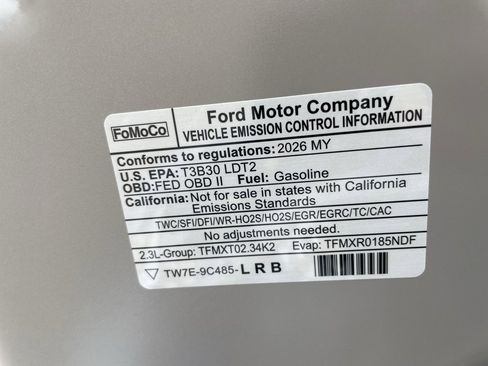 FoMoCo
Ford Motor Company
VEHICLE EMISSION CONTROL INFORMATION
Conforms to regulations: 2026 MY
U.S. EPA: T3B30 LDT2
OBD:FED OBD II Fuel: Gasoline
California: Not for sale in states with California
Emissions Standards
TWC/SFI/DFI/WR-HO2S/HO2S/EGR/EGRC/TC/CAC
No adjustments needed.
2.3L-Group: TFMXT02.34K2 Evap: TFMXR0185NDF
TW7E-9C485-LRB